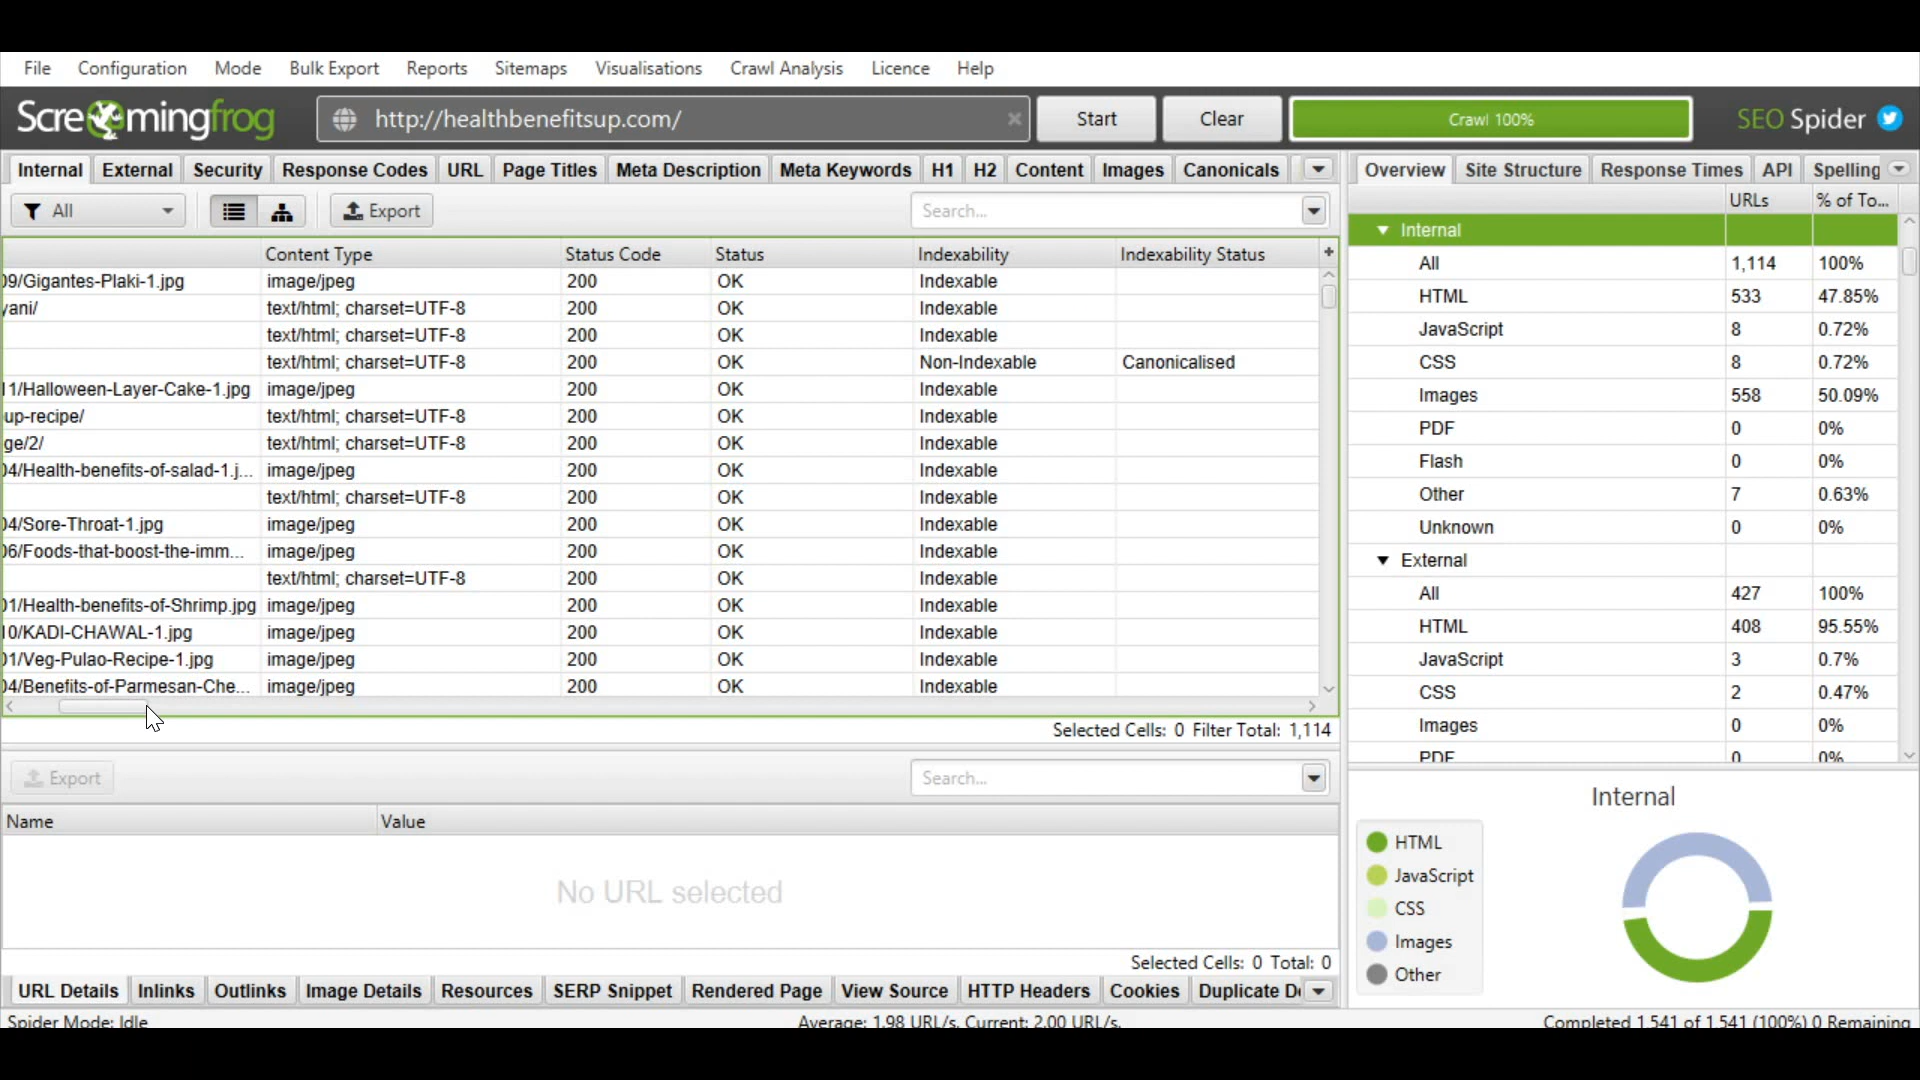 File Configuration Mode Bulk Export Reports Sitemaps Visualisations Crawl Analysis Licence Help
Screamingfrog http://healthbenefitsup.com/ Start Clear Crawl 100% SEO Spider
Internal External Security Response Codes URL Page Titles Meta Description Meta Keywords H1 H2 Content Images Canonicals
All Export Search...
Content Type Status Code Status Indexability Indexability Status
09/Gigantes-Plaki-1.jpg image/jpeg 200 OK Indexable
yani/ text/html; charset=UTF-8 200 OK Indexable
text/html; charset=UTF-8 200 OK Indexable
text/html; charset=UTF-8 200 OK Non-Indexable Canonicalised
11/Halloween-Layer-Cake-1.jpg image/jpeg 200 OK Indexable
up-recipe/ text/html; charset=UTF-8 200 OK Indexable
ge/2/ text/html; charset=UTF-8 200 OK Indexable
04/Health-benefits-of-salad-1.j... image/jpeg 200 OK Indexable
text/html; charset=UTF-8 200 OK Indexable
04/Sore-Throat-1.jpg image/jpeg 200 OK Indexable
06/Foods-that-boost-the-imm... image/jpeg 200 OK Indexable
text/html; charset=UTF-8 200 OK Indexable
01/Health-benefits-of-Shrimp.jpg image/jpeg 200 OK Indexable
10/KADI-CHAWAL-1.jpg image/jpeg 200 OK Indexable
01/Veg-Pulao-Recipe-1.jpg image/jpeg 200 OK Indexable
04/Benefits-of-Parmesan-Che... image/jpeg 200 OK Indexable
Selected Cells: 0 Filter Total: 1,114
Export Search...
Name Value
No URL selected
Selected Cells: 0 Total: 0
URL Details Inlinks Outlinks Image Details Resources SERP Snippet Rendered Page View Source HTTP Headers Cookies Duplicate D
Overview Site Structure Response Times API Spelling
URLs % of To...
Internal
All 1,114 100%
HTML 533 47.85%
JavaScript 8 0.72%
CSS 8 0.72%
Images 558 50.09%
PDF 0 0%
Flash 0 0%
Other 7 0.63%
Unknown 0 0%
External
All 427 100%
HTML 408 95.55%
JavaScript 3 0.7%
CSS 2 0.47%
Images 0 0%
PDF 0 0%
Internal
HTML
JavaScript
CSS
Images
Other
Spider Mode: Idle Average: 1.98 URL/s. Current: 2.00 URL/s. Completed 1,541 of 1,541 (100%) 0 Remaining